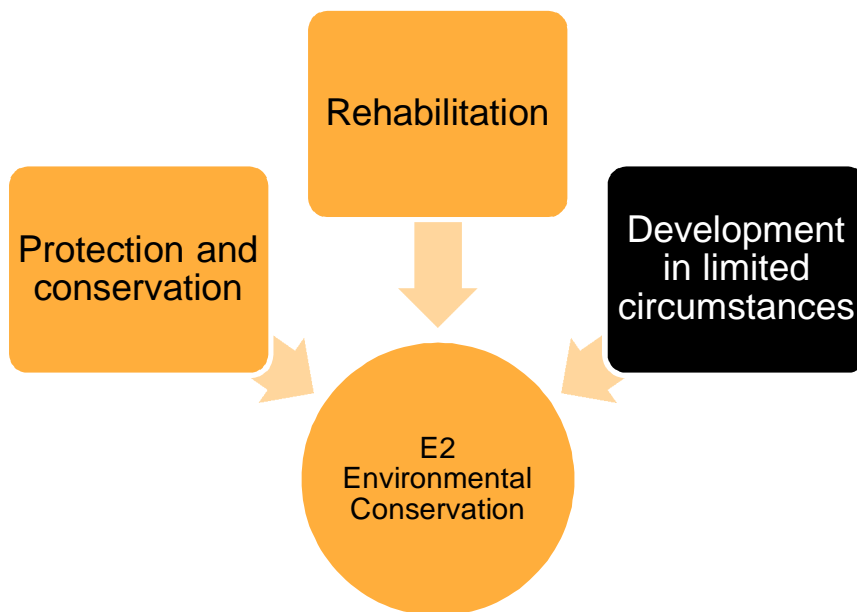 Rehabilitation
Protection and
conservation
Development
in limited
circumstances
E2
Environmental
Conservation